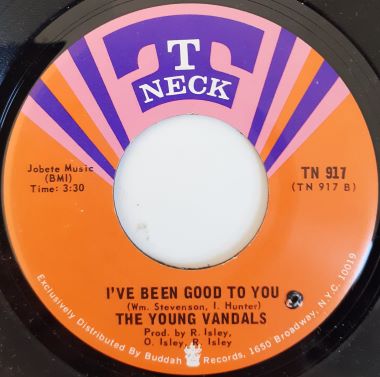 T
NECK
Jobete Music
(BMI)
Time: 3:30
TN 917
(TN 917 B)
I'VE BEEN GOOD TO YOU
(Wm. Stevenson, I. Hunter)
THE YOUNG VANDALS
Prod. by R. Isley,
O. Isley, R. Isley
Exclusively Distributed By Buddah Records, 1650 Broadway, N.Y.C. 10019